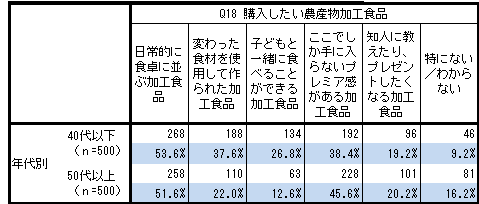 Q18 購入したい農産物加工食品
日常的に食卓に並ぶ加工食品 変わった食材を使用して作られた加工食品 子どもと一緒に食べることができる加工食品 ここでしか手に入らないプレミア感がある加工食品 知人に教えたり、プレゼントしたくなる加工食品 特にない／わからない
年代別
40代以下（n=500） 268 188 134 192 96 46
53.6% 37.6% 26.8% 38.4% 19.2% 9.2%
50代以上（n=500） 258 110 63 228 101 81
51.6% 22.0% 12.6% 45.6% 20.2% 16.2%